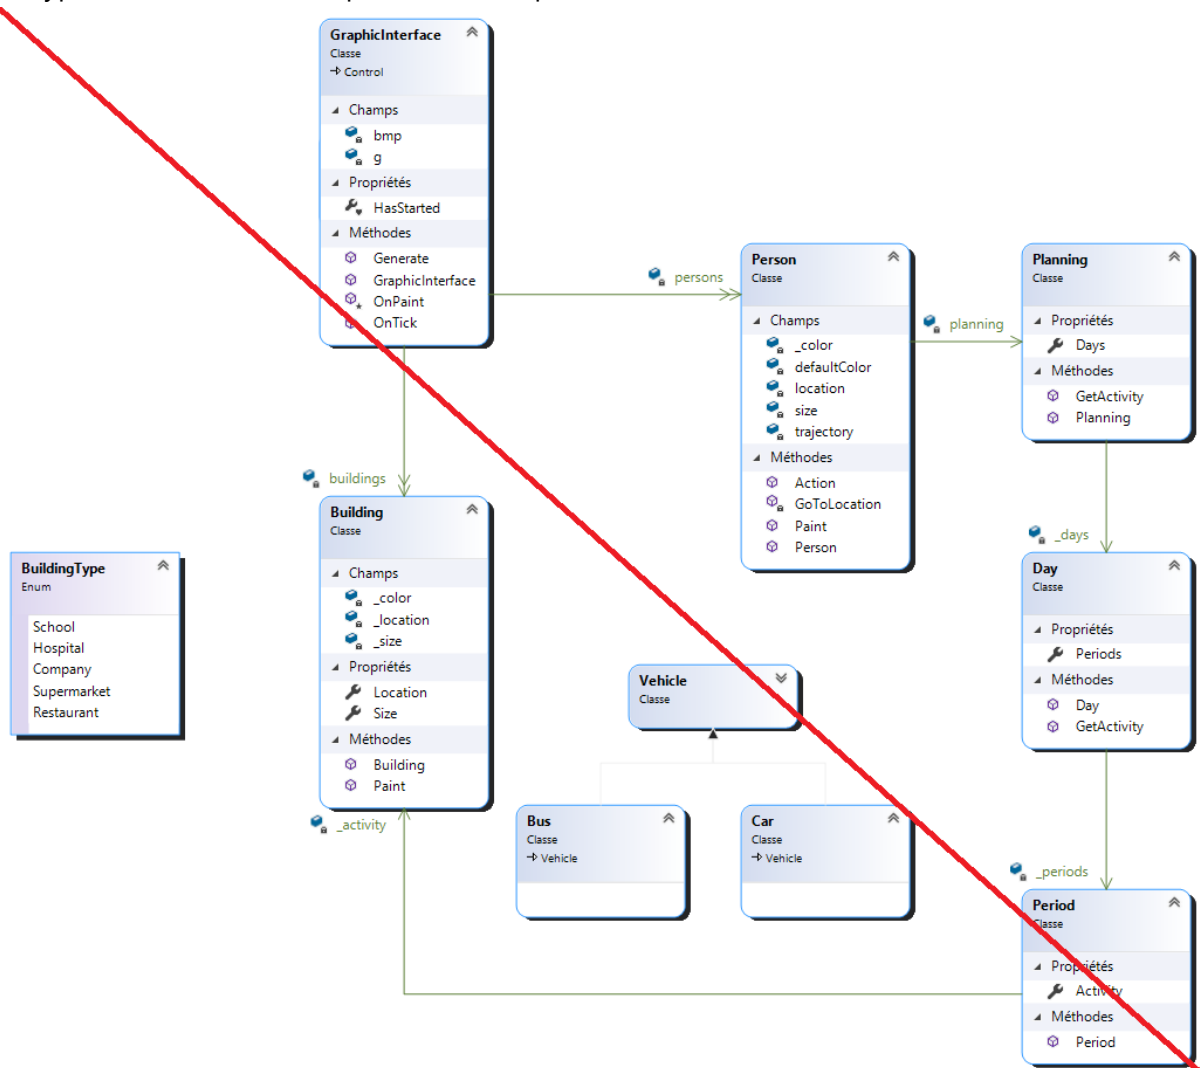 GraphicInterface
Classe
Control
Champs
bmp
g
Propriétés
HasStarted
Méthodes
Generate
GraphicInterface
OnPaint
OnTick
persons
Person
Classe
Champs
_color
defaultColor
location
size
trajectory
Méthodes
Action
GoToLocation
Paint
Person
planning
Planning
Classe
Propriétés
Days
Méthodes
GetActivity
Planning
buildings
Building
Classe
Champs
_color
_location
_size
Propriétés
Location
Size
Méthodes
Building
Paint
_activity
BuildingType
Enum
School
Hospital
Company
Supermarket
Restaurant
_days
Day
Classe
Propriétés
Periods
Méthodes
Day
GetActivity
Vehicle
Classe
Bus
Classe
Vehicle
Car
Classe
Vehicle
_periods
Period
Classe
Propriétés
Activity
Méthodes
Period